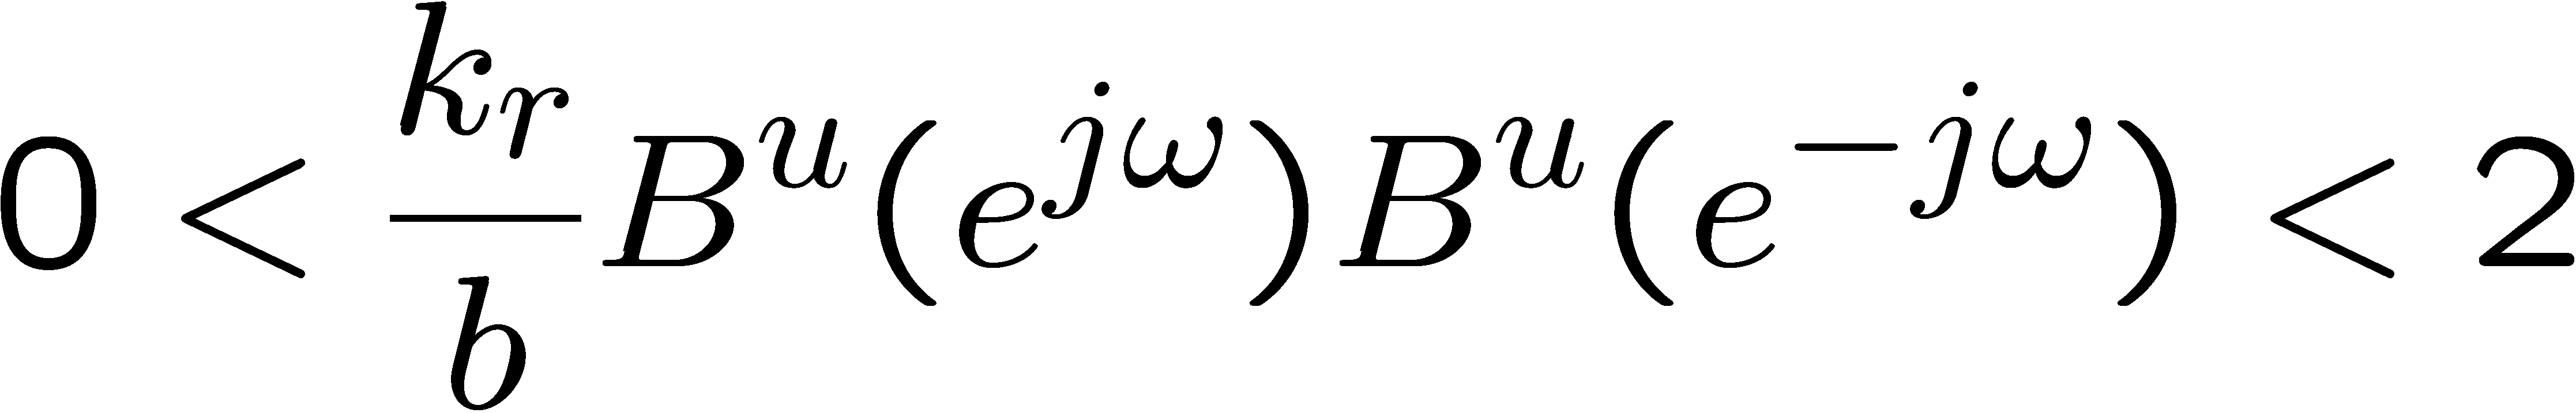 $0 < \frac{k_r}{b} B^u(e^{j\omega}) B^u(e^{-j\omega}) < 2$